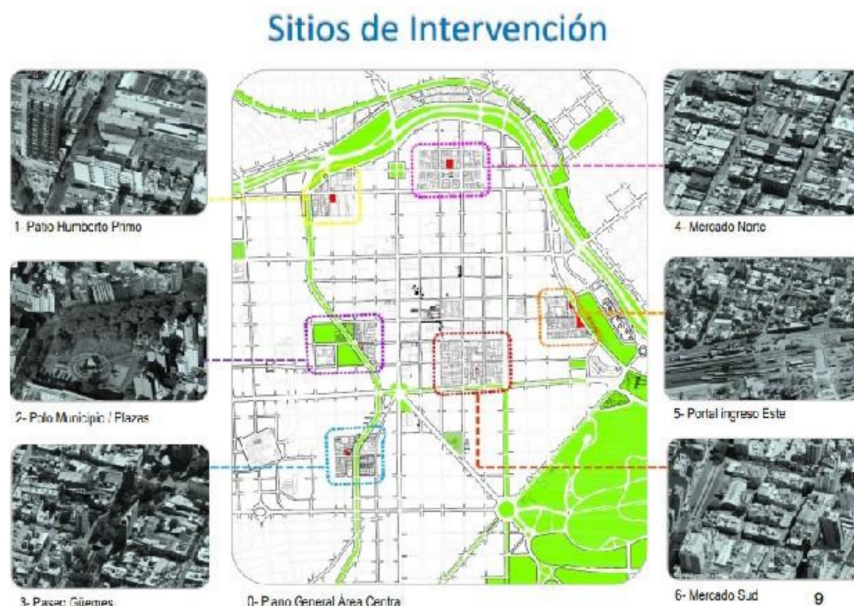 Sitios de Intervención
1- Patio Humberto Primo
4- Mercado Norte
2- Polo Municipio / Plazas
5- Portal ingreso Este
3- Paseo Güemes
0- Plano General Area Central
6- Mercado Sud
9